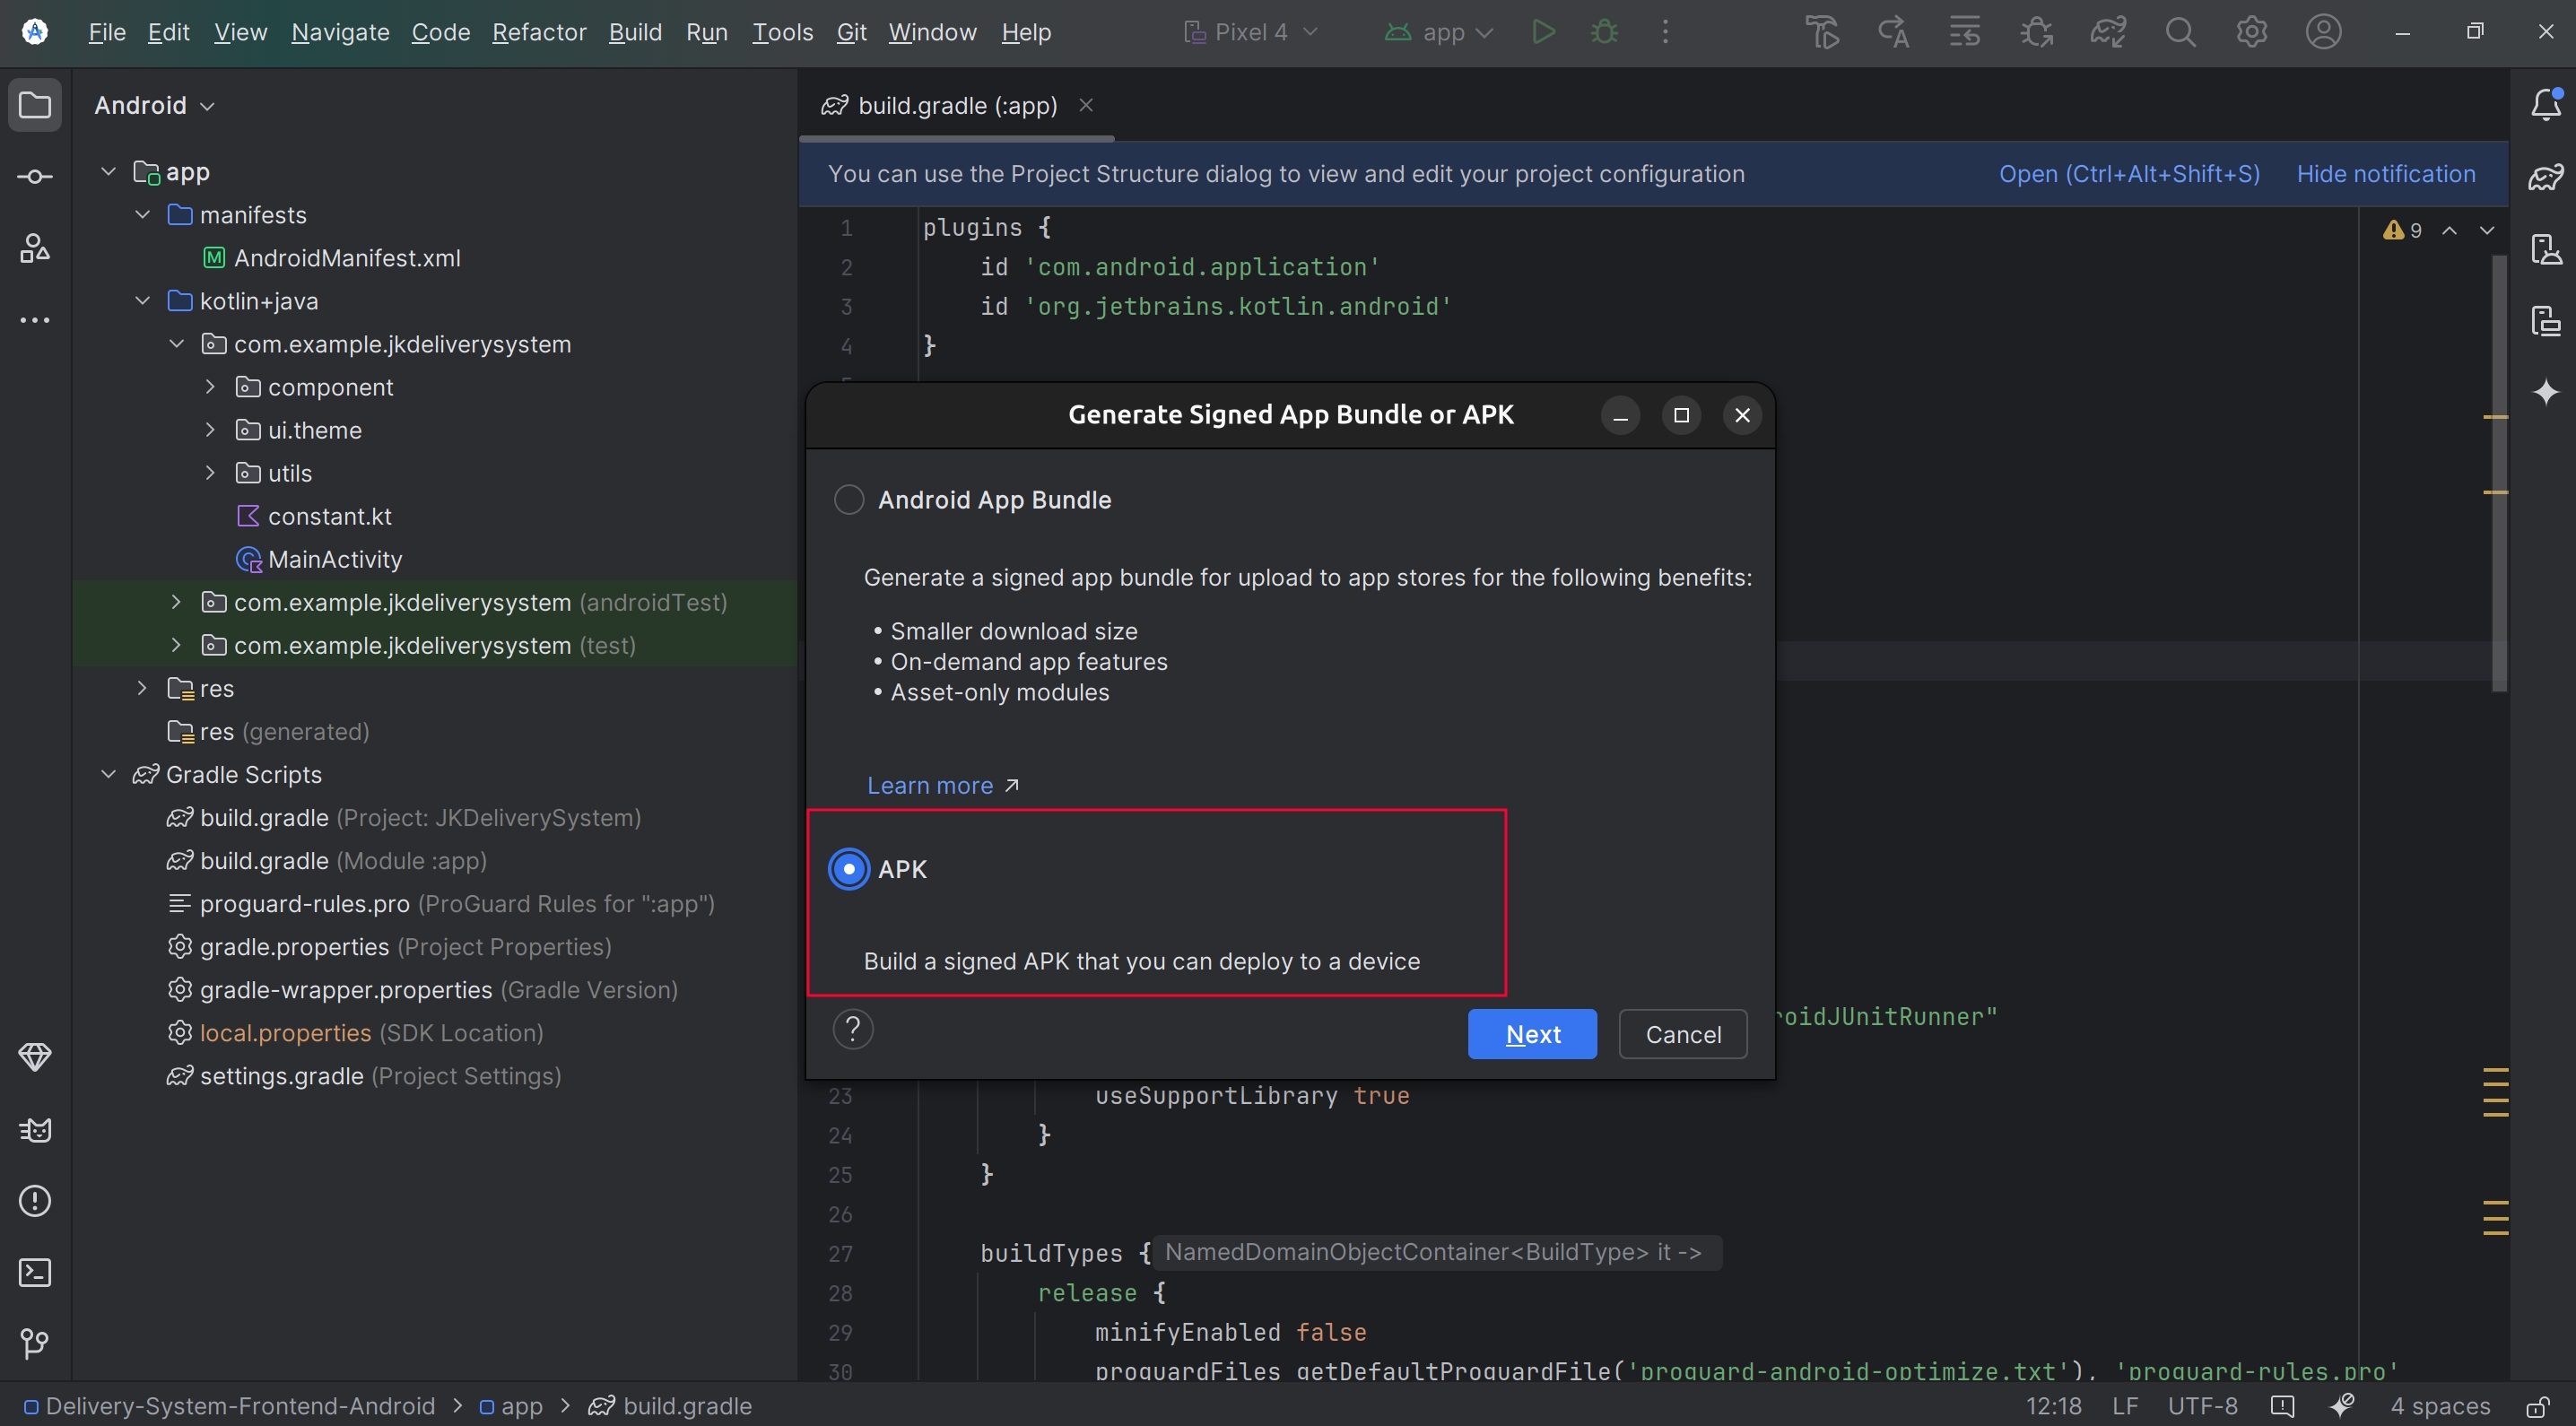 File Edit View Navigate Code Refactor Build Run Tools Git Window Help Pixel 4 app
Android
app
manifests
AndroidManifest.xml
kotlin+java
com.example.jkdeliverysystem
component
ui.theme
utils
constant.kt
MainActivity
com.example.jkdeliverysystem (androidTest)
com.example.jkdeliverysystem (test)
res
res (generated)
Gradle Scripts
build.gradle (Project: JKDeliverySystem)
build.gradle (Module :app)
proguard-rules.pro (ProGuard Rules for ":app")
gradle.properties (Project Properties)
gradle-wrapper.properties (Gradle Version)
local.properties (SDK Location)
settings.gradle (Project Settings)
build.gradle (:app)
You can use the Project Structure dialog to view and edit your project configuration Open (Ctrl+Alt+Shift+S) Hide notification
9
1 plugins {
2 id 'com.android.application'
3 id 'org.jetbrains.kotlin.android'
4 }
Generate Signed App Bundle or APK
Android App Bundle
Generate a signed app bundle for upload to app stores for the following benefits:
• Smaller download size
• On-demand app features
• Asset-only modules
Learn more ↗
APK
Build a signed APK that you can deploy to a device
? Next Cancel
roidJUnitRunner"
23 useSupportLibrary true
24 }
25 }
26
27 buildTypes { NamedDomainObjectContainer<BuildType> it ->
28 release {
29 minifyEnabled false
30 proguardFiles getDefaultProguardFile('proguard-android-optimize.txt'), 'proguard-rules.pro'
Delivery-System-Frontend-Android > app > build.gradle 12:18 LF UTF-8 4 spaces